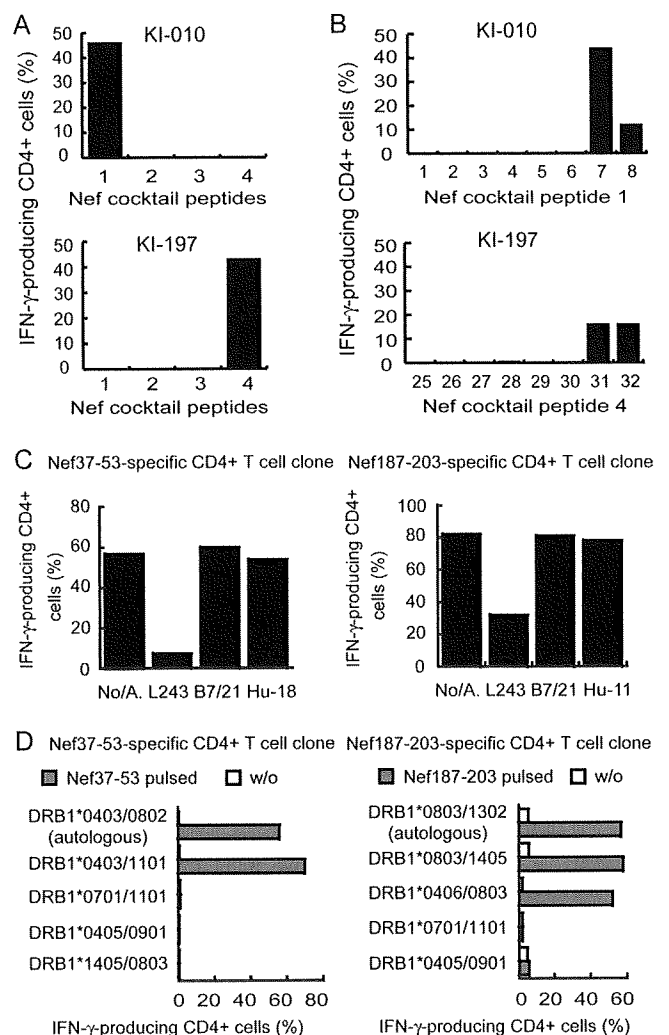 A
KI-010
IFN-γ-producing CD4+ cells (%)
50
40
30
20
10
0
1 2 3 4
Nef cocktail peptides
KI-197
50
40
30
20
10
0
1 2 3 4
Nef cocktail peptides
B
KI-010
IFN-γ-producing CD4+ cells (%)
50
40
30
20
10
0
1 2 3 4 5 6 7 8
Nef cocktail peptide 1
KI-197
50
40
30
20
10
0
25 26 27 28 29 30 31 32
Nef cocktail peptide 4
C
Nef37-53-specific CD4+ T cell clone
IFN-γ-producing CD4+
cells (%)
80
60
40
20
0
No/A. L243 B7/21 Hu-18
Nef187-203-specific CD4+ T cell clone
IFN-γ-producing CD4+
cells (%)
100
80
60
40
20
0
No/A. L243 B7/21 Hu-11
D
Nef37-53-specific CD4+ T cell clone
Nef37-53 pulsed w/o
DRB1*0403/0802
(autologous)
DRB1*0403/1101
DRB1*0701/1101
DRB1*0405/0901
DRB1*1405/0803
0 20 40 60 80
IFN-γ-producing CD4+ cells (%)
Nef187-203-specific CD4+ T cell clone
Nef187-203 pulsed w/o
DRB1*0803/1302
(autologous)
DRB1*0803/1405
DRB1*0406/0803
DRB1*0701/1101
DRB1*0405/0901
0 20 40 60
IFN-γ-producing CD4+ cells (%)